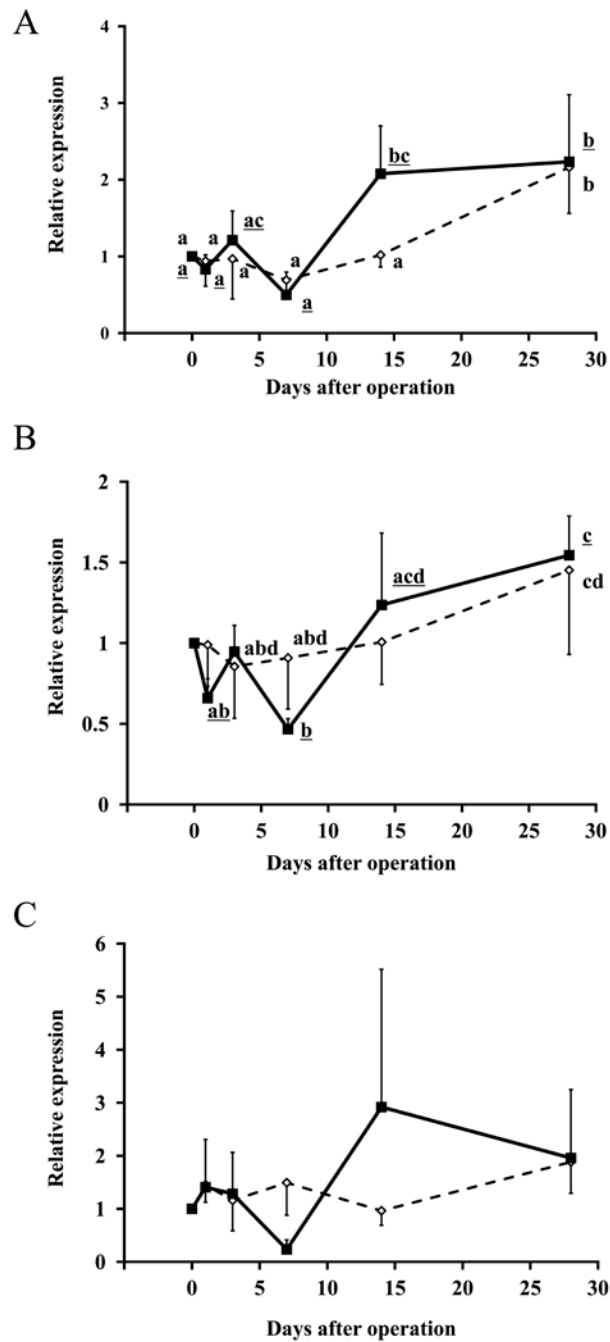 A
4
3
2
1
0
Relative expression
a
a
a
a
ac
a
a
a
bc
a
b
b
0 5 10 15 20 25 30
Days after operation
B
2
1.5
1
0.5
0
Relative expression
ab
abd
abd
b
acd
c
cd
0 5 10 15 20 25 30
Days after operation
C
6
5
4
3
2
1
0
Relative expression
0 5 10 15 20 25 30
Days after operation